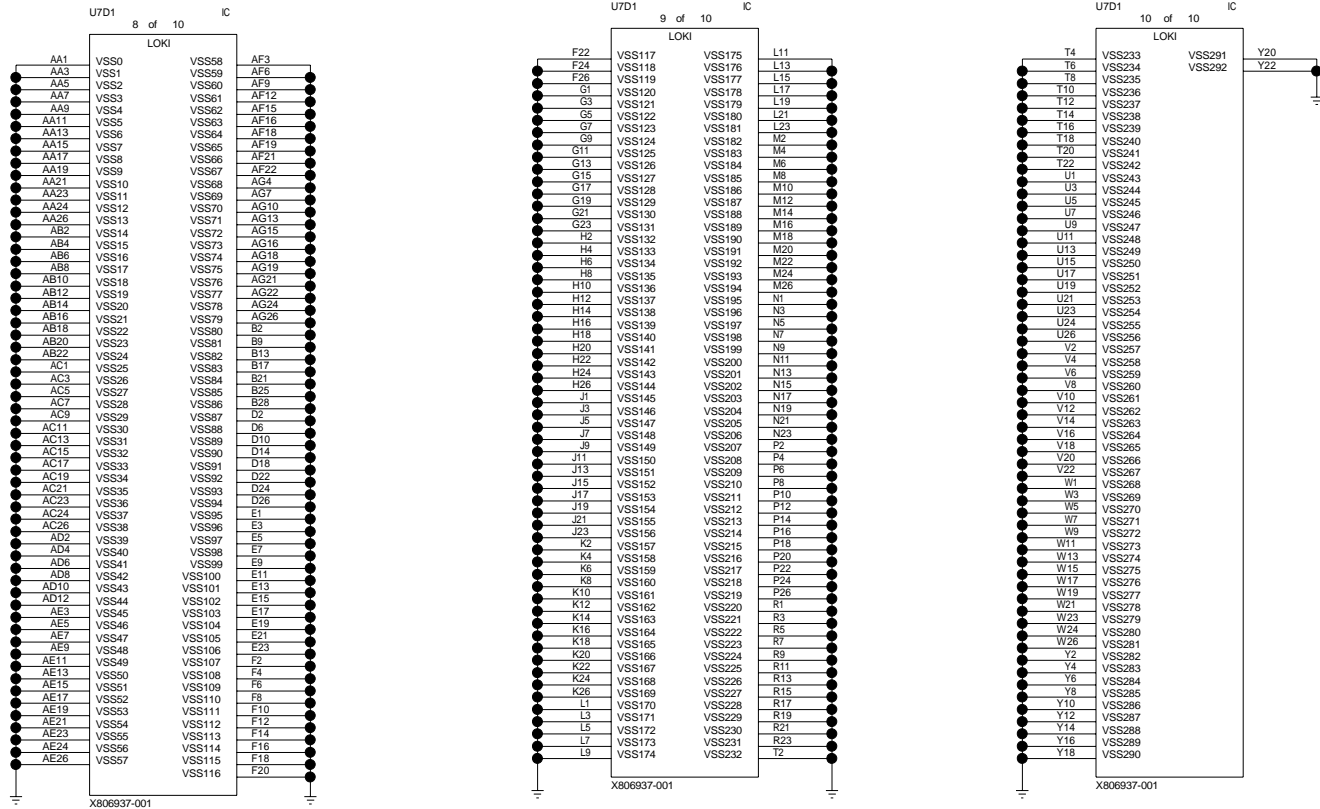 U7D1 IC
8 of 10
LOKI
AA1 VSS0 VSS58 AF3
AA3 VSS1 VSS59 AF6
AA5 VSS2 VSS60 AF9
AA7 VSS3 VSS61 AF12
AA9 VSS4 VSS62 AF15
AA11 VSS5 VSS63 AF16
AA13 VSS6 VSS64 AF18
AA15 VSS7 VSS65 AF19
AA17 VSS8 VSS66 AF21
AA19 VSS9 VSS67 AF22
AA21 VSS10 VSS68 AG4
AA23 VSS11 VSS69 AG7
AA24 VSS12 VSS70 AG10
AA26 VSS13 VSS71 AG13
AB2 VSS14 VSS72 AG15
AB4 VSS15 VSS73 AG16
AB6 VSS16 VSS74 AG18
AB8 VSS17 VSS75 AG19
AB10 VSS18 VSS76 AG21
AB12 VSS19 VSS77 AG22
AB14 VSS20 VSS78 AG24
AB16 VSS21 VSS79 AG26
AB18 VSS22 VSS80 B2
AB20 VSS23 VSS81 B9
AB22 VSS24 VSS82 B13
AC1 VSS25 VSS83 B17
AC3 VSS26 VSS84 B21
AC5 VSS27 VSS85 B25
AC7 VSS28 VSS86 B28
AC9 VSS29 VSS87 D2
AC11 VSS30 VSS88 D6
AC13 VSS31 VSS89 D10
AC15 VSS32 VSS90 D14
AC17 VSS33 VSS91 D18
AC19 VSS34 VSS92 D22
AC21 VSS35 VSS93 D24
AC23 VSS36 VSS94 D26
AC24 VSS37 VSS95 E1
AC26 VSS38 VSS96 E3
AD2 VSS39 VSS97 E5
AD4 VSS40 VSS98 E7
AD6 VSS41 VSS99 E9
AD8 VSS42 VSS100 E11
AD10 VSS43 VSS101 E13
AD12 VSS44 VSS102 E15
AE3 VSS45 VSS103 E17
AE5 VSS46 VSS104 E19
AE7 VSS47 VSS105 E21
AE9 VSS48 VSS106 E23
AE11 VSS49 VSS107 F2
AE13 VSS50 VSS108 F4
AE15 VSS51 VSS109 F6
AE17 VSS52 VSS110 F8
AE19 VSS53 VSS111 F10
AE21 VSS54 VSS112 F12
AE23 VSS55 VSS113 F14
AE24 VSS56 VSS114 F16
AE26 VSS57 VSS115 F18
VSS116 F20
X806937-001
U7D1 IC
9 of 10
LOKI
F22 VSS117 VSS175 L11
F24 VSS118 VSS176 L13
F26 VSS119 VSS177 L15
G1 VSS120 VSS178 L17
G3 VSS121 VSS179 L19
G5 VSS122 VSS180 L21
G7 VSS123 VSS181 L23
G9 VSS124 VSS182 M2
G11 VSS125 VSS183 M4
G13 VSS126 VSS184 M6
G15 VSS127 VSS185 M8
G17 VSS128 VSS186 M10
G19 VSS129 VSS187 M12
G21 VSS130 VSS188 M14
G23 VSS131 VSS189 M16
H2 VSS132 VSS190 M18
H4 VSS133 VSS191 M20
H6 VSS134 VSS192 M22
H8 VSS135 VSS193 M24
H10 VSS136 VSS194 M26
H12 VSS137 VSS195 N1
H14 VSS138 VSS196 N3
H16 VSS139 VSS197 N5
H18 VSS140 VSS198 N7
H20 VSS141 VSS199 N9
H22 VSS142 VSS200 N11
H24 VSS143 VSS201 N13
H26 VSS144 VSS202 N15
J1 VSS145 VSS203 N17
J3 VSS146 VSS204 N19
J5 VSS147 VSS205 N21
J7 VSS148 VSS206 N23
J9 VSS149 VSS207 P2
J11 VSS150 VSS208 P4
J13 VSS151 VSS209 P6
J15 VSS152 VSS210 P8
J17 VSS153 VSS211 P10
J19 VSS154 VSS212 P12
J21 VSS155 VSS213 P14
J23 VSS156 VSS214 P16
K2 VSS157 VSS215 P18
K4 VSS158 VSS216 P20
K6 VSS159 VSS217 P22
K8 VSS160 VSS218 P24
K10 VSS161 VSS219 P26
K12 VSS162 VSS220 R1
K14 VSS163 VSS221 R3
K16 VSS164 VSS222 R5
K18 VSS165 VSS223 R7
K20 VSS166 VSS224 R9
K22 VSS167 VSS225 R11
K24 VSS168 VSS226 R13
K26 VSS169 VSS227 R15
L1 VSS170 VSS228 R17
L3 VSS171 VSS229 R19
L5 VSS172 VSS230 R21
L7 VSS173 VSS231 R23
L9 VSS174 VSS232 T2
X806937-001
U7D1 IC
10 of 10
LOKI
T4 VSS233 VSS291 Y20
T6 VSS234 VSS292 Y22
T8 VSS235
T10 VSS236
T12 VSS237
T14 VSS238
T16 VSS239
T18 VSS240
T20 VSS241
T22 VSS242
U1 VSS243
U3 VSS244
U5 VSS245
U7 VSS246
U9 VSS247
U11 VSS248
U13 VSS249
U15 VSS250
U17 VSS251
U19 VSS252
U21 VSS253
U23 VSS254
U24 VSS255
U26 VSS256
V2 VSS257
V4 VSS258
V6 VSS259
V8 VSS260
V10 VSS261
V12 VSS262
V14 VSS263
V16 VSS264
V18 VSS265
V20 VSS266
V22 VSS267
W1 VSS268
W3 VSS269
W5 VSS270
W7 VSS271
W9 VSS272
W11 VSS273
W13 VSS274
W15 VSS275
W17 VSS276
W19 VSS277
W21 VSS278
W23 VSS279
W24 VSS280
W26 VSS281
Y2 VSS282
Y4 VSS283
Y6 VSS284
Y8 VSS285
Y10 VSS286
Y12 VSS287
Y14 VSS288
Y16 VSS289
Y18 VSS290
X806937-001